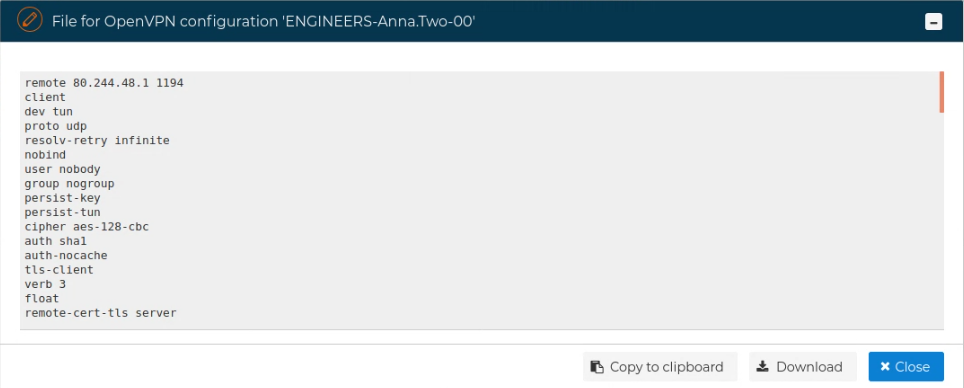 File for OpenVPN configuration 'ENGINEERS-Anna.Two-00'
remote 80.244.48.1 1194
client
dev tun
proto udp
resolv-retry infinite
nobind
user nobody
group nogroup
persist-key
persist-tun
cipher aes-128-cbc
auth sha1
auth-nocache
tls-client
verb 3
float
remote-cert-tls server
Copy to clipboard Download Close